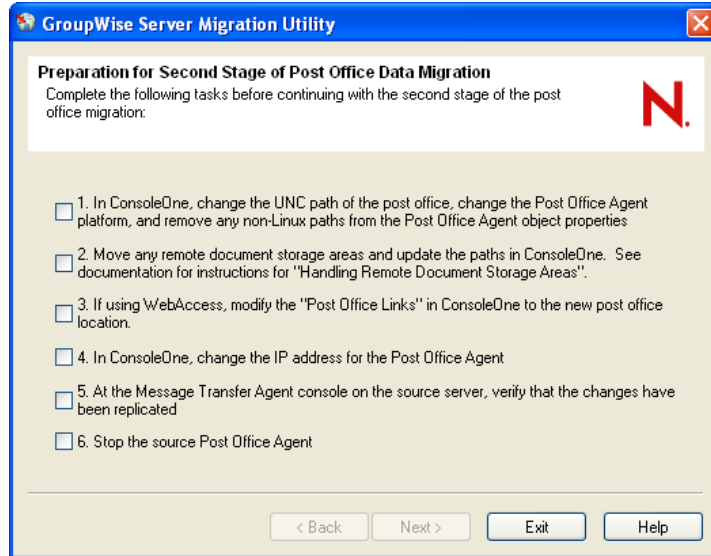 GroupWise Server Migration Utility
Preparation for Second Stage of Post Office Data Migration
Complete the following tasks before continuing with the second stage of the post
office migration:
N.
1. In ConsoleOne, change the UNC path of the post office, change the Post Office Agent
platform, and remove any non-Linux paths from the Post Office Agent object properties
2. Move any remote document storage areas and update the paths in ConsoleOne. See
documentation for instructions for "Handling Remote Document Storage Areas".
3. If using WebAccess, modify the "Post Office Links" in ConsoleOne to the new post office
location.
4. In ConsoleOne, change the IP address for the Post Office Agent
5. At the Message Transfer Agent console on the source server, verify that the changes have
been replicated
6. Stop the source Post Office Agent
< Back Next > Exit Help